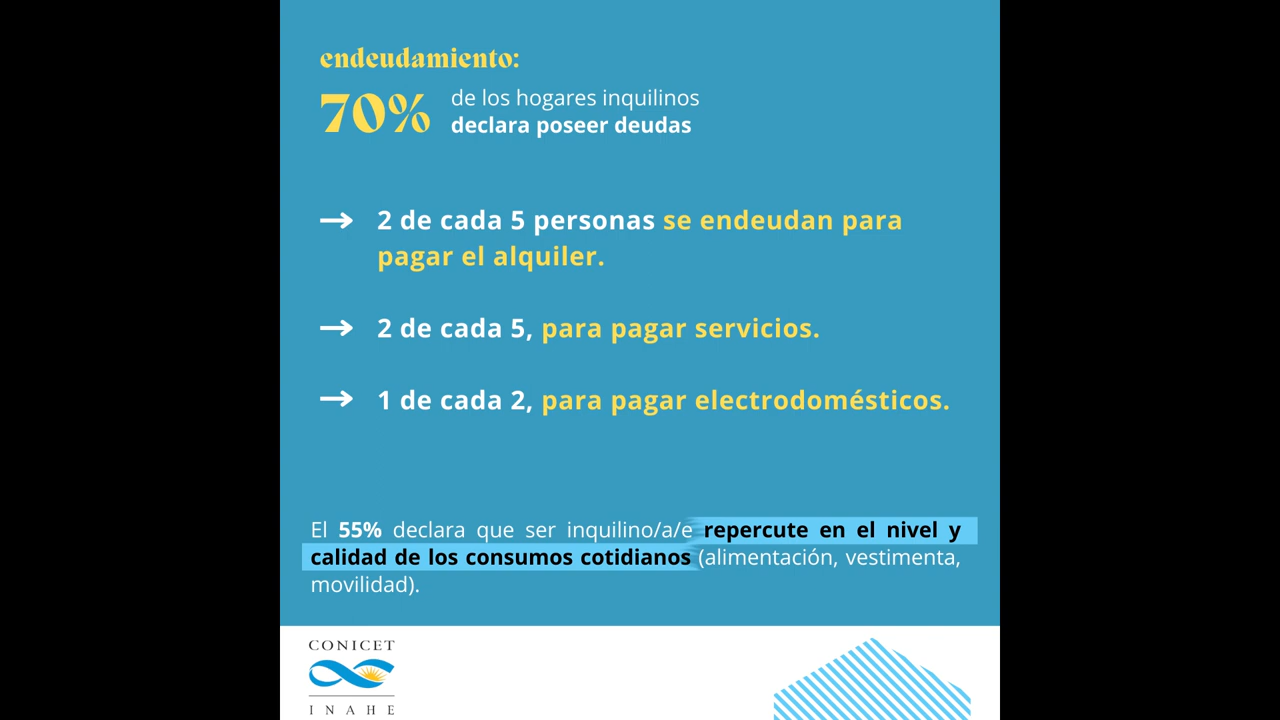 endeudamiento:
70% de los hogares inquilinos
declara poseer deudas
→ 2 de cada 5 personas se endeudan para
pagar el alquiler.
→ 2 de cada 5, para pagar servicios.
→ 1 de cada 2, para pagar electrodomésticos.
El 55% declara que ser inquilino/a/e repercute en el nivel y
calidad de los consumos cotidianos (alimentación, vestimenta,
movilidad).
CONICET
INAHE